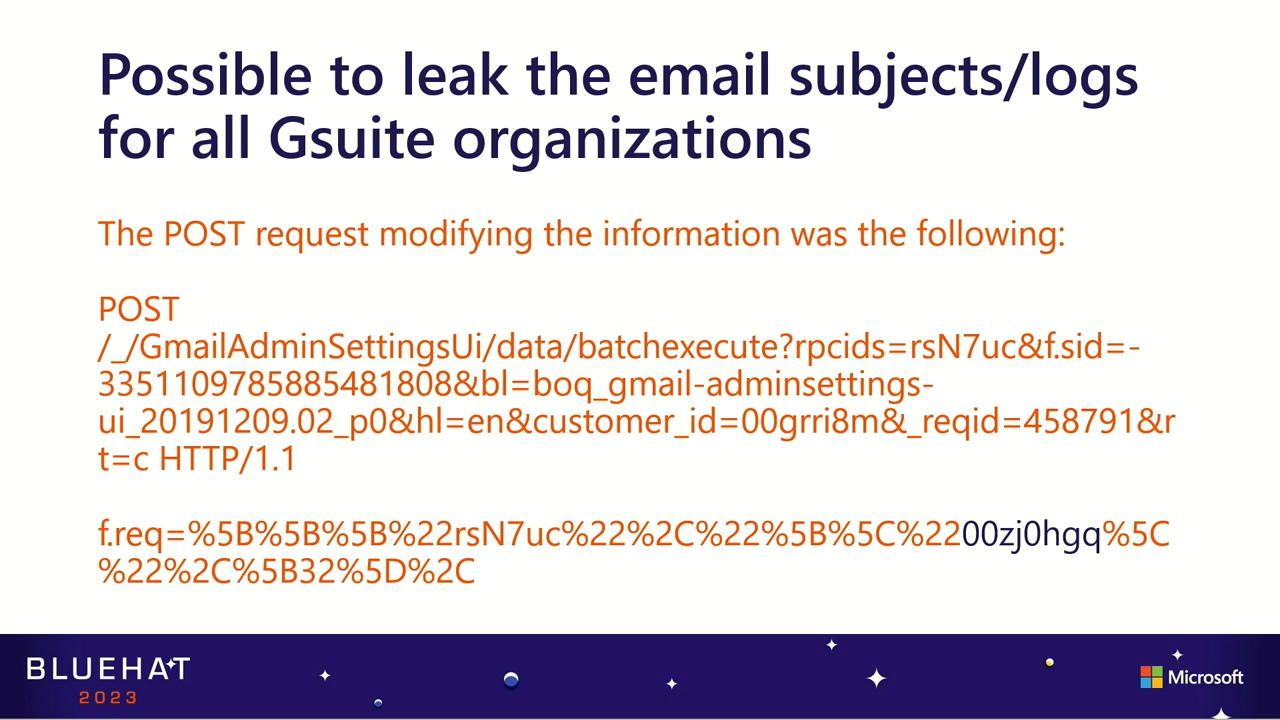 Possible to leak the email subjects/logs
for all Gsuite organizations
The POST request modifying the information was the following:
POST
/_/GmailAdminSettingsUi/data/batchexecute?rpcids=rsN7uc&f.sid=-
3351109785885481808&bl=boq_gmail-adminsettings-
ui_20191209.02_p0&hl=en&customer_id=00grri8m&_reqid=458791&r
t=c HTTP/1.1
f.req=%5B%5B%5B%22rsN7uc%22%2C%22%5B%5C%2200zj0hgq%5C
%22%2C%5B32%5D%2C
BLUEHAT
2023
Microsoft